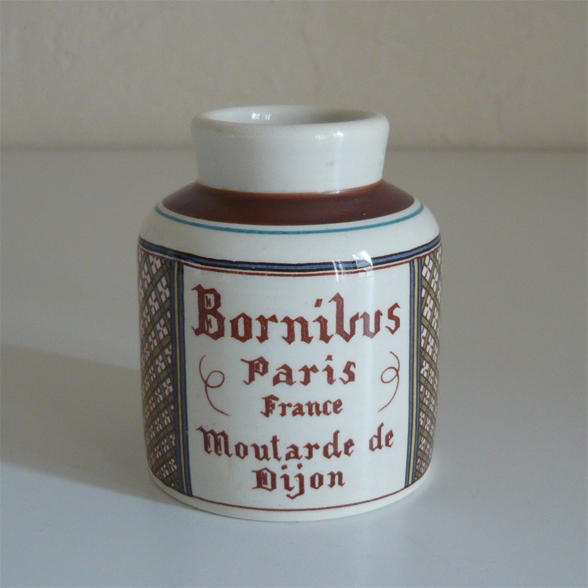 Bornibus
Paris
France
Moutarde de
Dijon